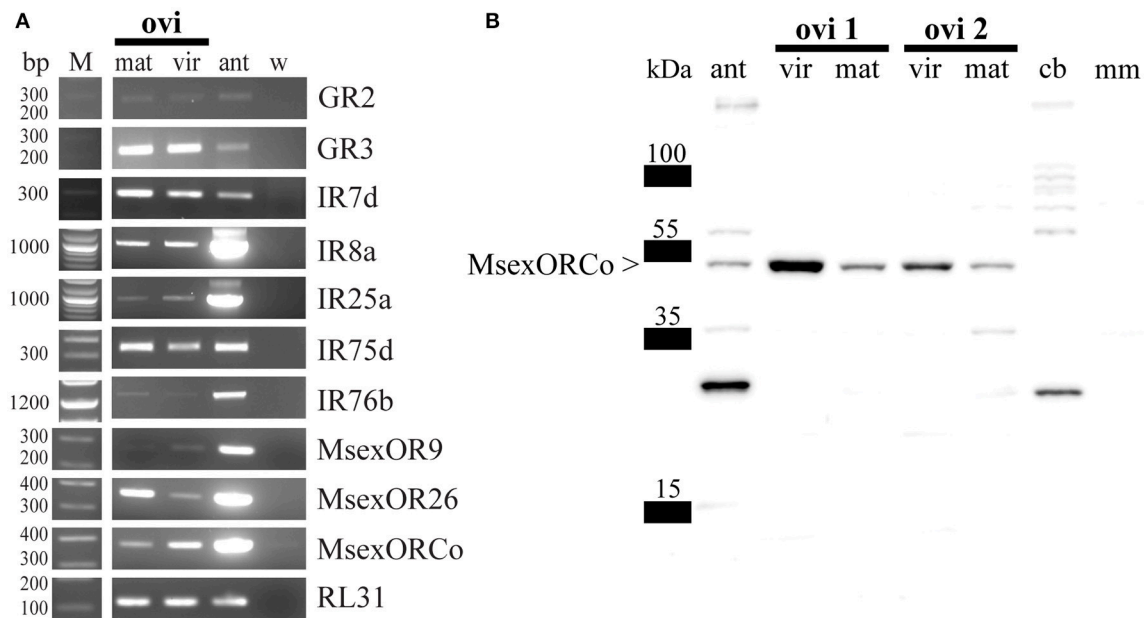 A
ovi
bp M mat vir ant w
300
200
GR2
300
200
GR3
300
IR7d
1000
IR8a
1000
IR25a
300
IR75d
1200
IR76b
300
200
MsexOR9
400
300
MsexOR26
400
300
MsexORCo
200
100
RL31
B
ovi 1 ovi 2
kDa ant vir mat vir mat cb mm
100
55
MsexORCo >
35
15